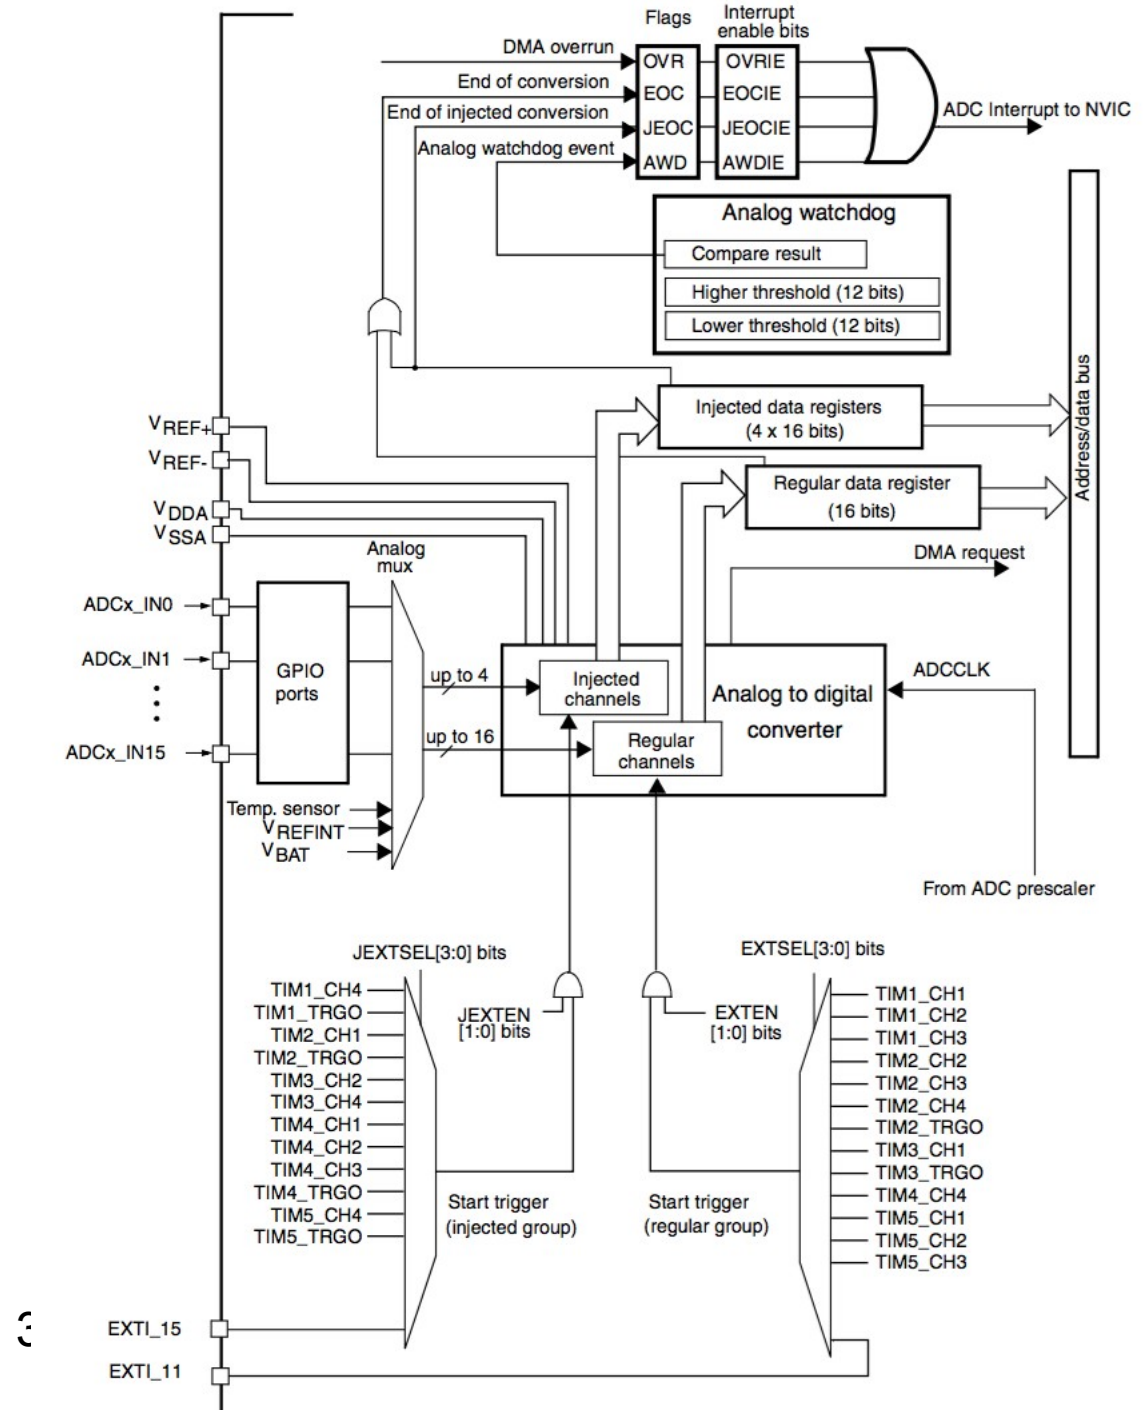 Flags
Interrupt
enable bits
DMA overrun
OVR
OVRIE
End of conversion
EOC
EOCIE
End of injected conversion
JEOC
JEOCIE
ADC Interrupt to NVIC
Analog watchdog event
AWD
AWDIE
Analog watchdog
Compare result
Higher threshold (12 bits)
Lower threshold (12 bits)
Address/data bus
Injected data registers
(4 x 16 bits)
Regular data register
(16 bits)
VREF+
VREF-
VDDA
VSSA
Analog
mux
DMA request
ADCx_IN0
ADCx_IN1
ADCx_IN15
GPIO
ports
up to 4
up to 16
Injected
channels
Regular
channels
Analog to digital
converter
ADCCLK
Temp. sensor
VREFINT
VBAT
From ADC prescaler
JEXTSEL[3:0] bits
EXTSEL[3:0] bits
JEXTEN
[1:0] bits
EXTEN
[1:0] bits
TIM1_CH4
TIM1_TRGO
TIM2_CH1
TIM2_TRGO
TIM3_CH2
TIM3_CH4
TIM4_CH1
TIM4_CH2
TIM4_CH3
TIM4_TRGO
TIM5_CH4
TIM5_TRGO
Start trigger
(injected group)
Start trigger
(regular group)
TIM1_CH1
TIM1_CH2
TIM1_CH3
TIM2_CH2
TIM2_CH3
TIM2_CH4
TIM2_TRGO
TIM3_CH1
TIM3_TRGO
TIM4_CH4
TIM5_CH1
TIM5_CH2
TIM5_CH3
EXTI_15
EXTI_11